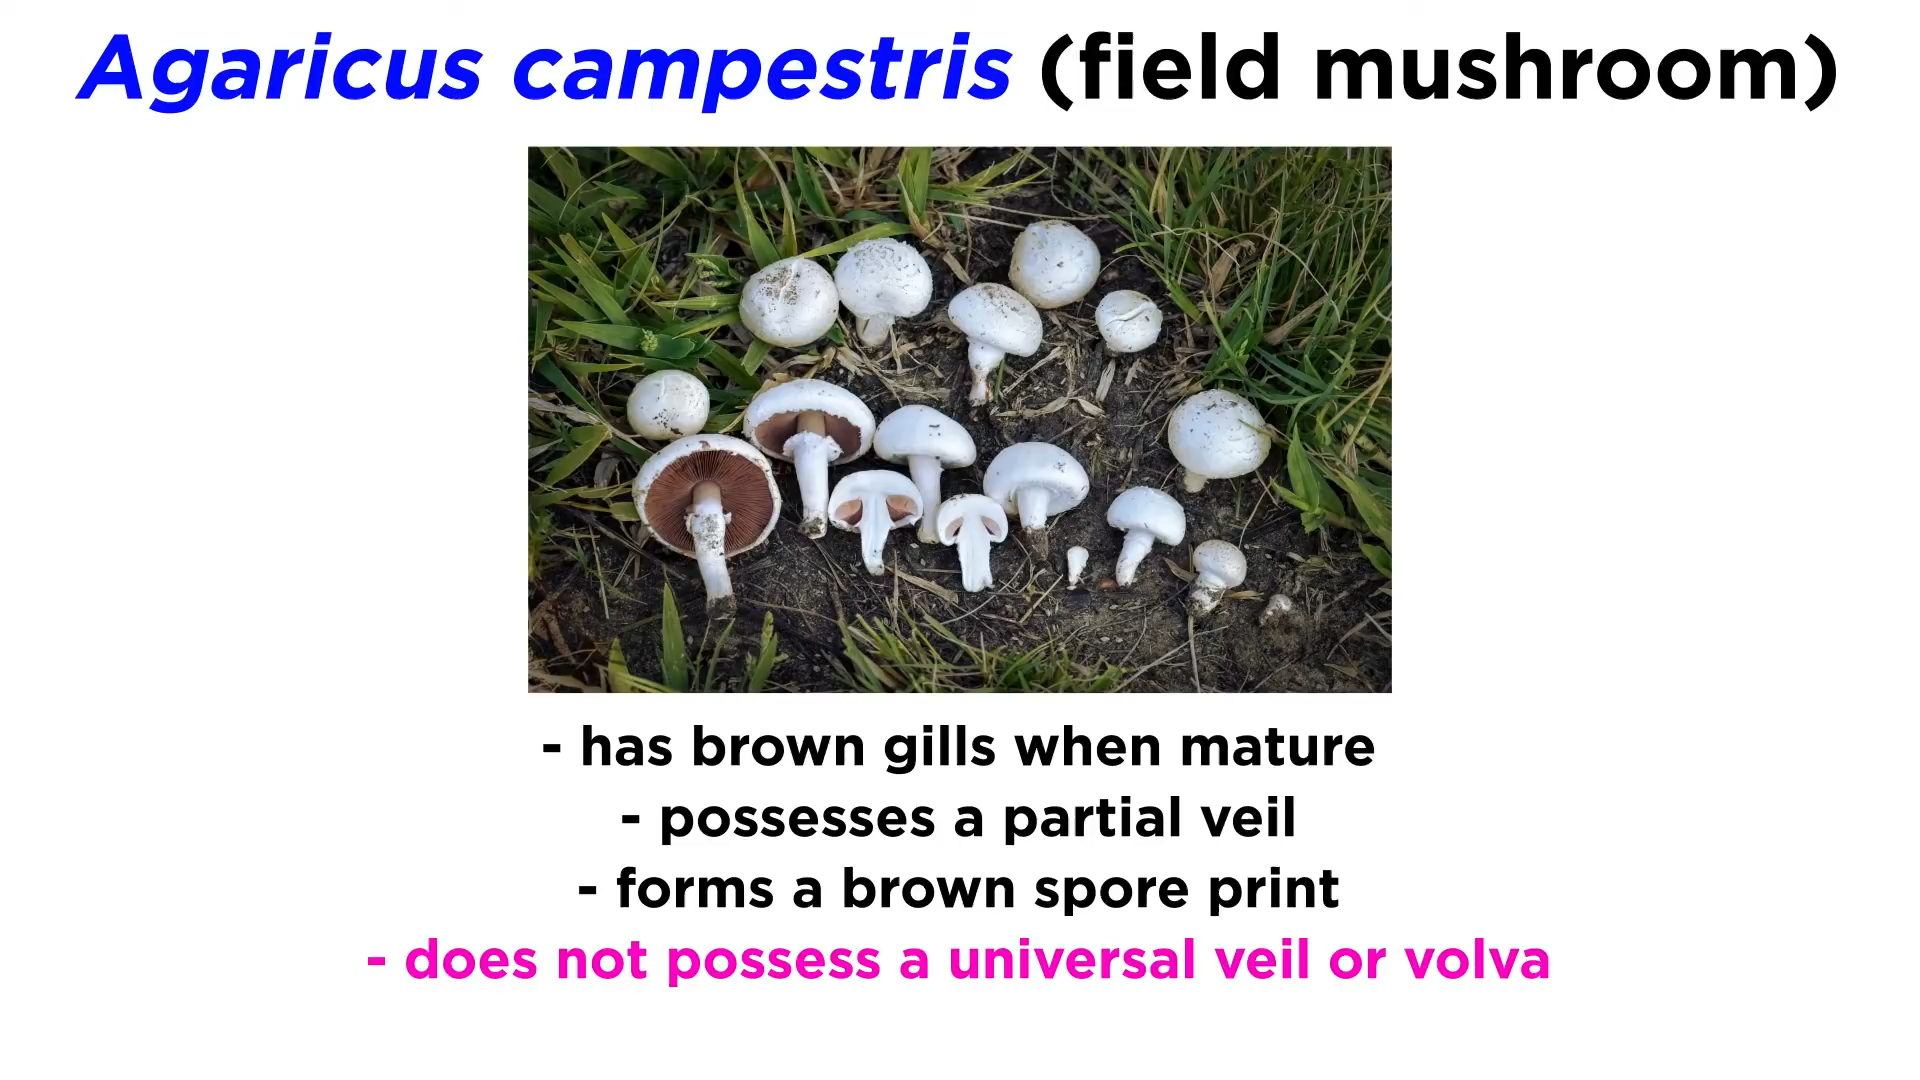 Agaricus campestris (field mushroom)
- has brown gills when mature
- possesses a partial veil
- forms a brown spore print
- does not possess a universal veil or volva